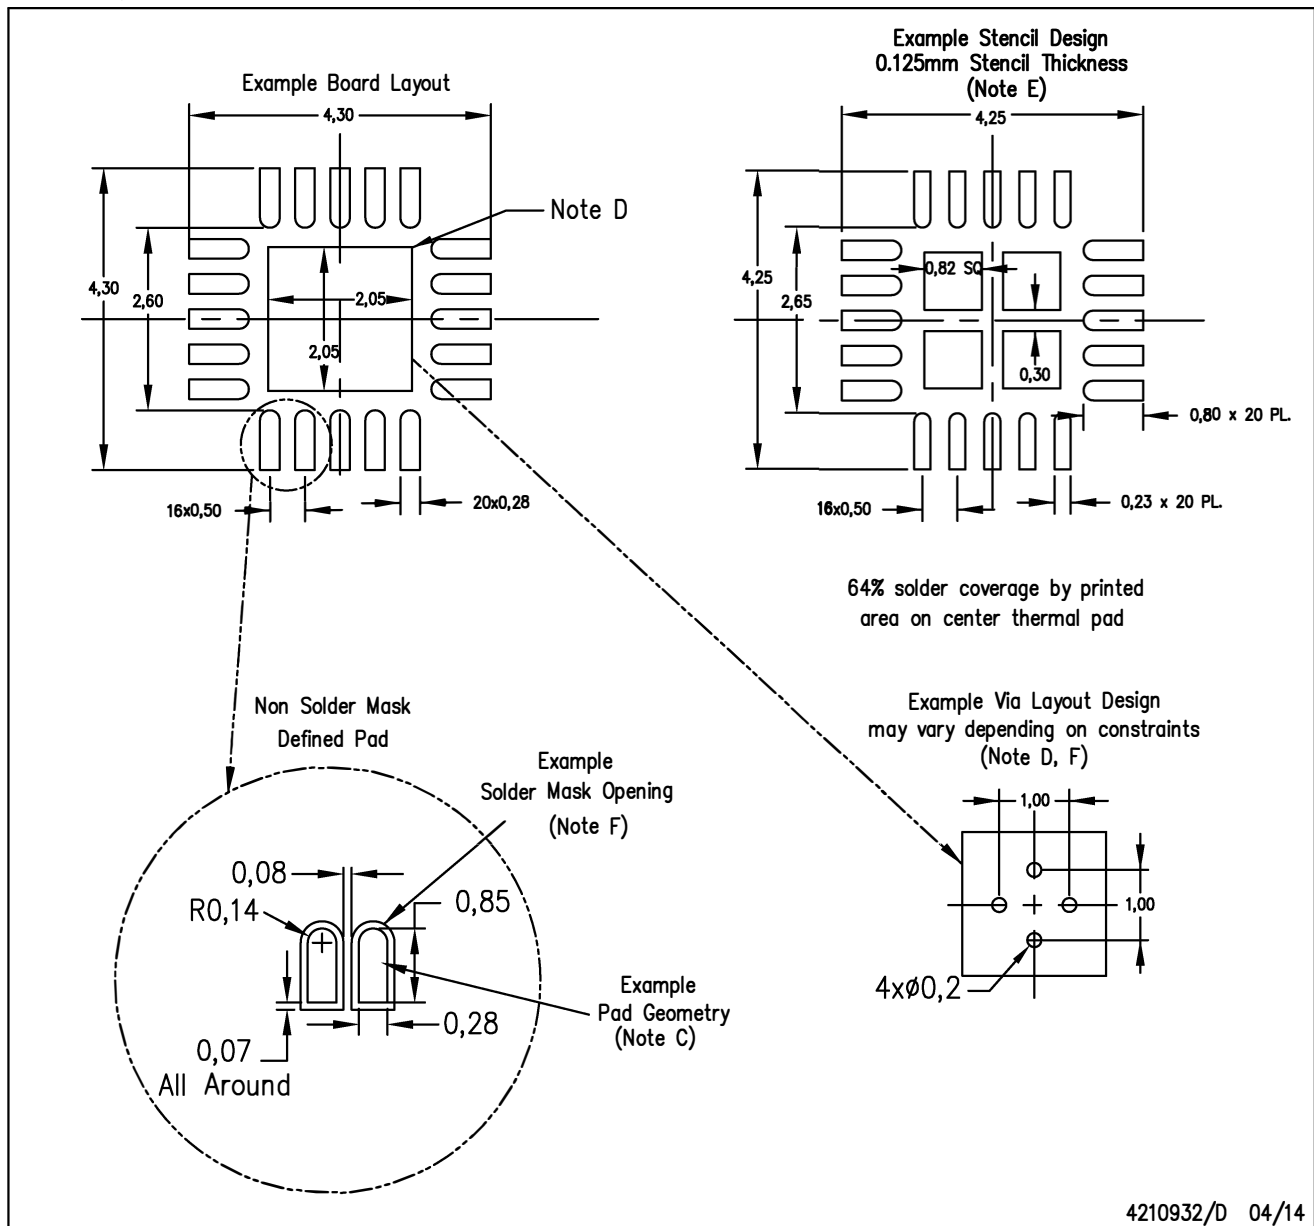 Example Board Layout
4,30
4,30
2,60
2,05
2,05
Note D
16x0,50
20x0,28
Example Stencil Design
0.125mm Stencil Thickness
(Note E)
4,25
4,25
2,65
0,82 SQ
0,30
0,80 x 20 PL.
16x0,50
0,23 x 20 PL.
64% solder coverage by printed
area on center thermal pad
Non Solder Mask
Defined Pad
Example
Solder Mask Opening
(Note F)
0,08
R0,14
0,85
Example
Pad Geometry
(Note C)
0,28
0,07
All Around
Example Via Layout Design
may vary depending on constraints
(Note D, F)
1,00
1,00
4xø0,2
4210932/D 04/14